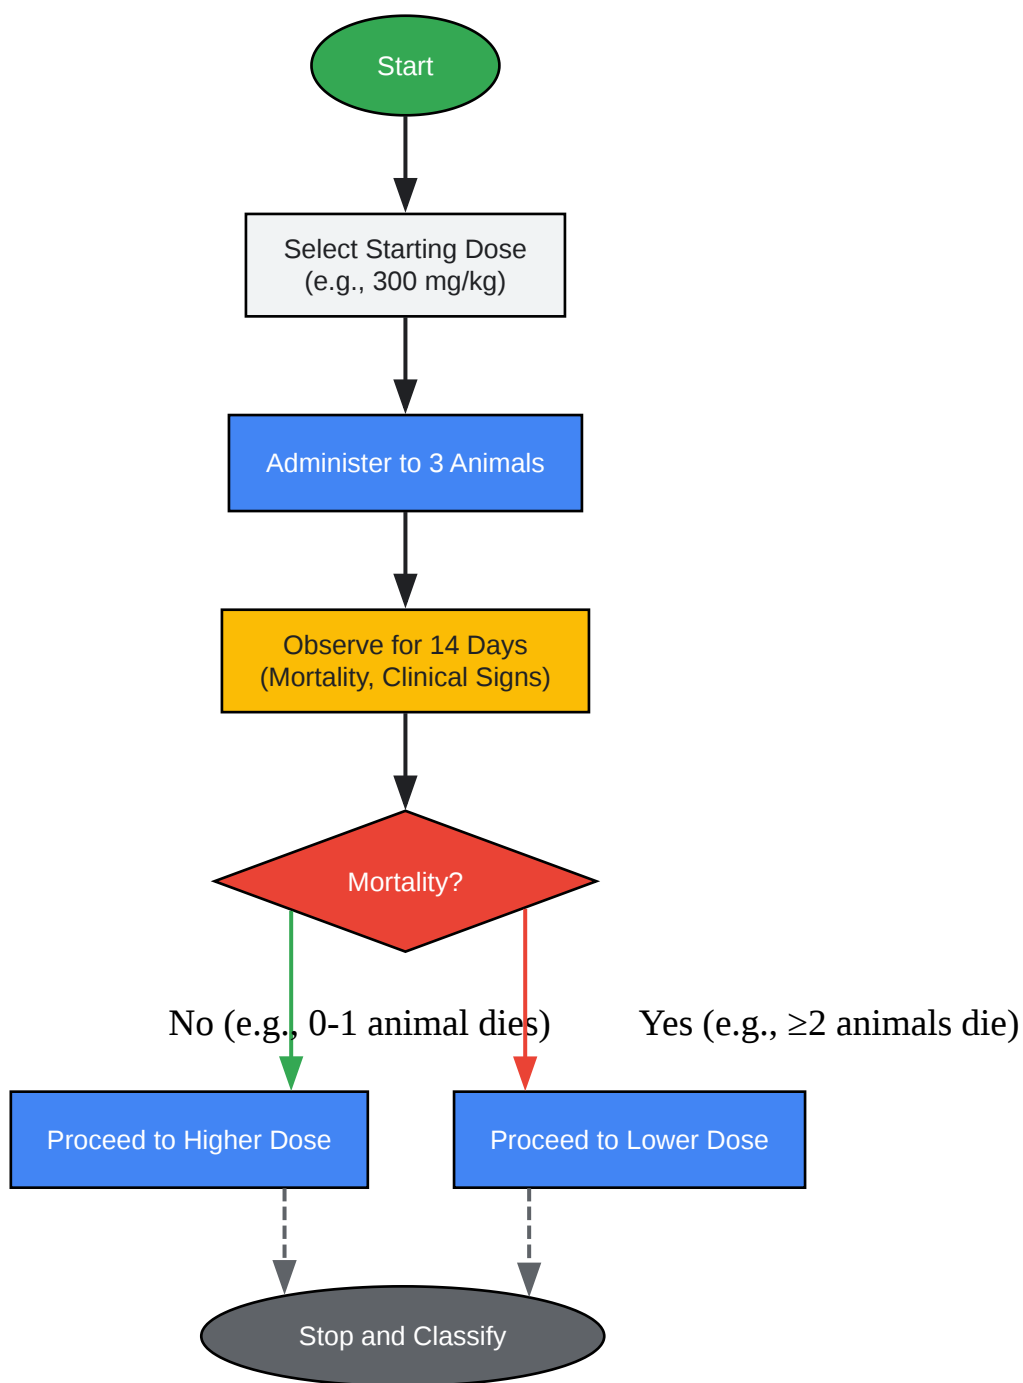 Start
Select Starting Dose
(e.g., 300 mg/kg)
Administer to 3 Animals
Observe for 14 Days
(Mortality, Clinical Signs)
Mortality?
No (e.g., 0-1 animal dies)
Yes (e.g., ≥2 animals die)
Proceed to Higher Dose
Proceed to Lower Dose
Stop and Classify